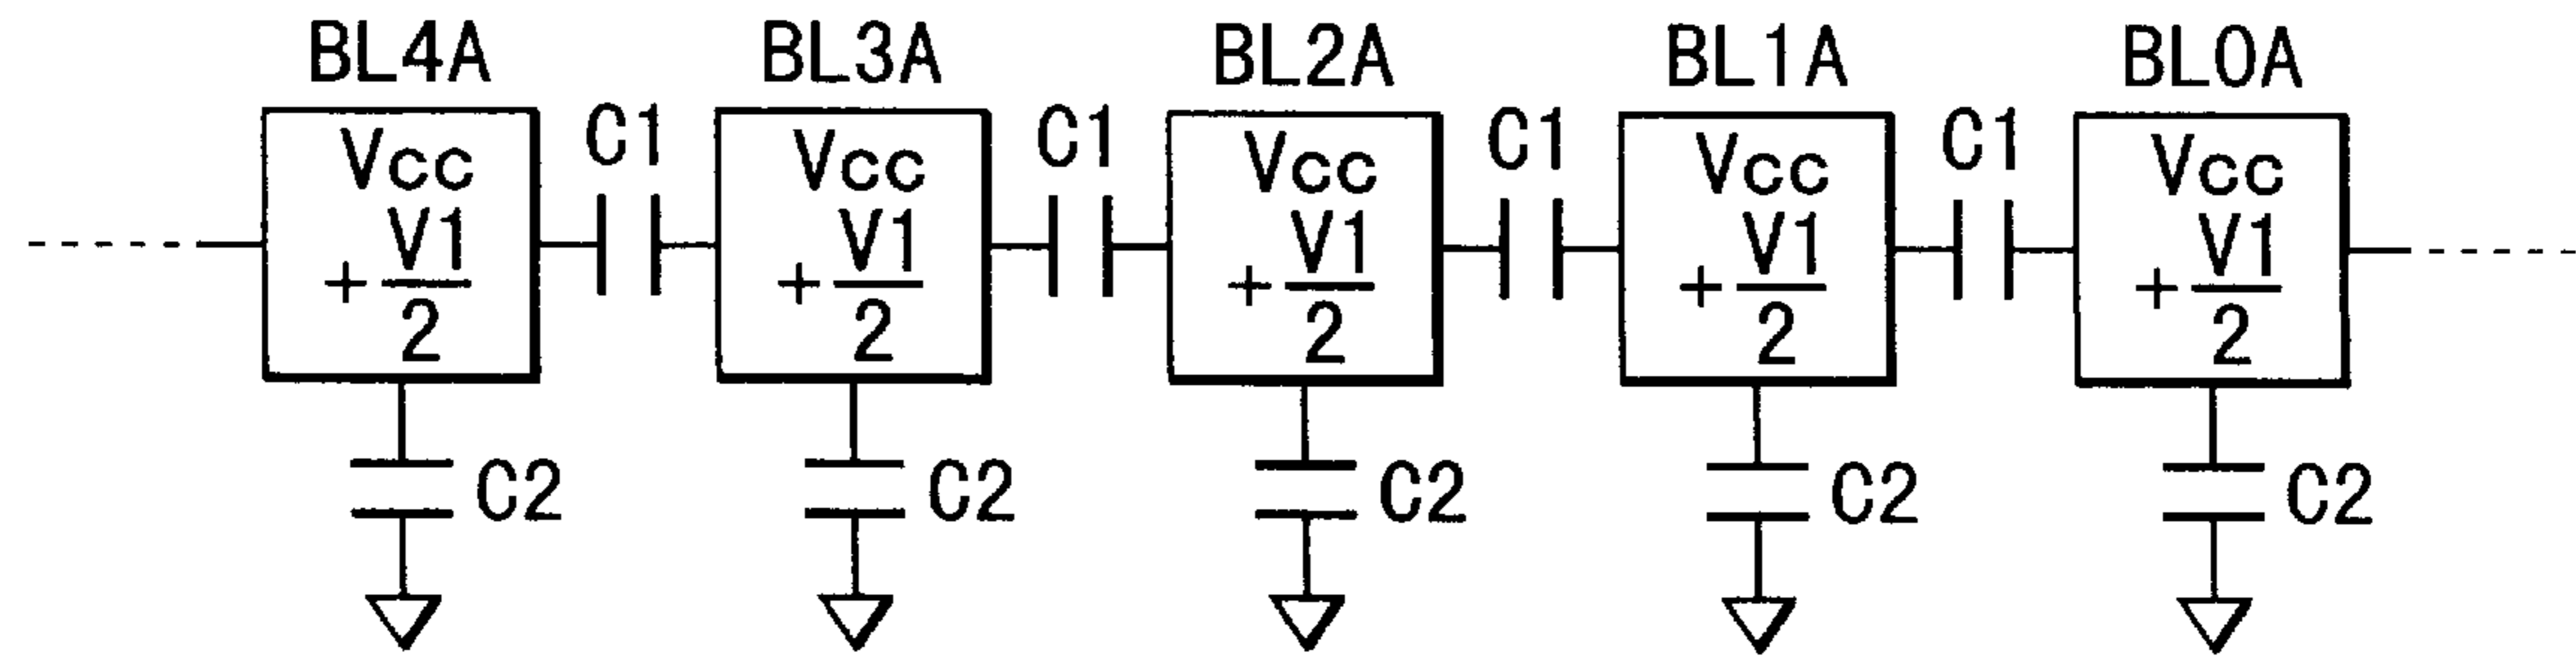 BL4A BL3A BL2A BL1A BL0A
C1 C1 C1 C1
Vcc Vcc Vcc Vcc Vcc
+ V1/2 + V1/2 + V1/2 + V1/2 + V1/2
C2 C2 C2 C2 C2